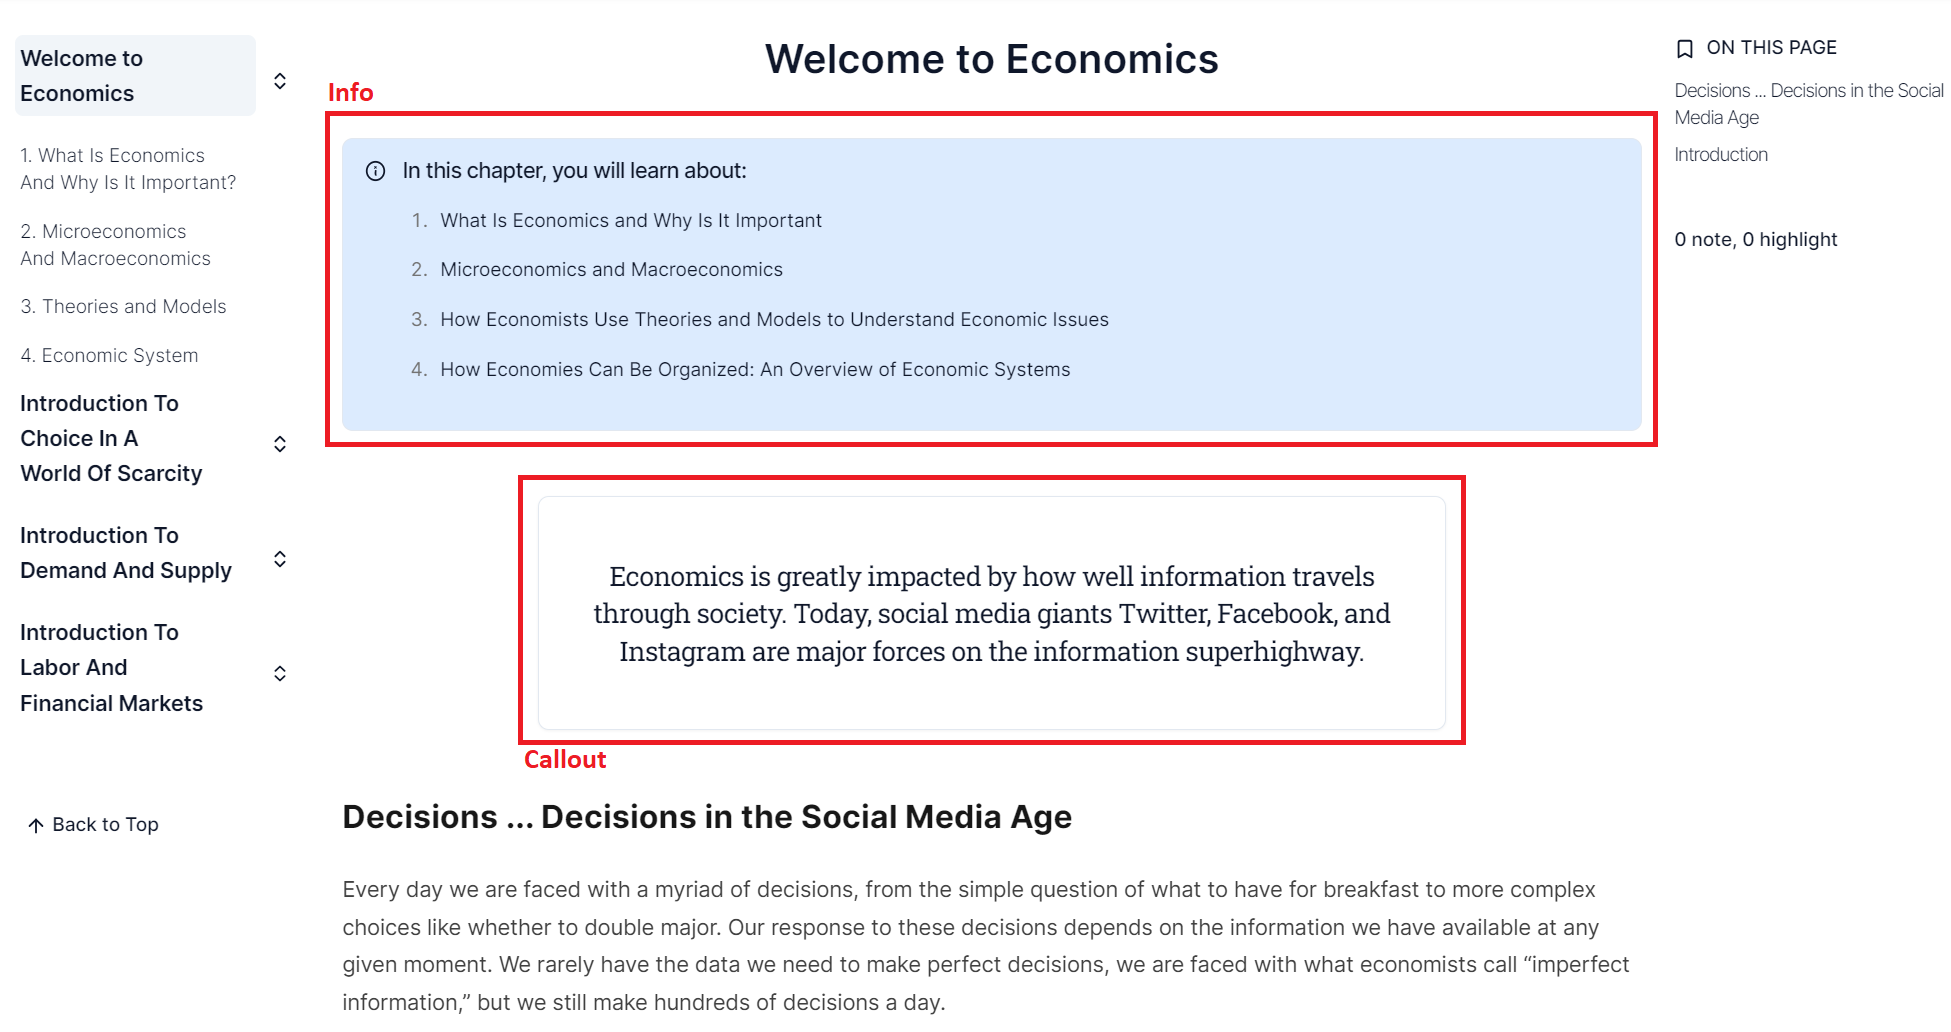 Welcome to
Economics
1. What Is Economics
And Why Is It Important?
2. Microeconomics
And Macroeconomics
3. Theories and Models
4. Economic System
Introduction To
Choice In A
World Of Scarcity
Introduction To
Demand And Supply
Introduction To
Labor And
Financial Markets
Back to Top
Welcome to Economics
Info
In this chapter, you will learn about:
1. What Is Economics and Why Is It Important
2. Microeconomics and Macroeconomics
3. How Economists Use Theories and Models to Understand Economic Issues
4. How Economies Can Be Organized: An Overview of Economic Systems
Economics is greatly impacted by how well information travels
through society. Today, social media giants Twitter, Facebook, and
Instagram are major forces on the information superhighway.
Callout
Decisions ... Decisions in the Social Media Age
Every day we are faced with a myriad of decisions, from the simple question of what to have for breakfast to more complex
choices like whether to double major. Our response to these decisions depends on the information we have available at any
given moment. We rarely have the data we need to make perfect decisions, we are faced with what economists call “imperfect
information,” but we still make hundreds of decisions a day.
ON THIS PAGE
Decisions ... Decisions in the Social
Media Age
Introduction
0 note, 0 highlight